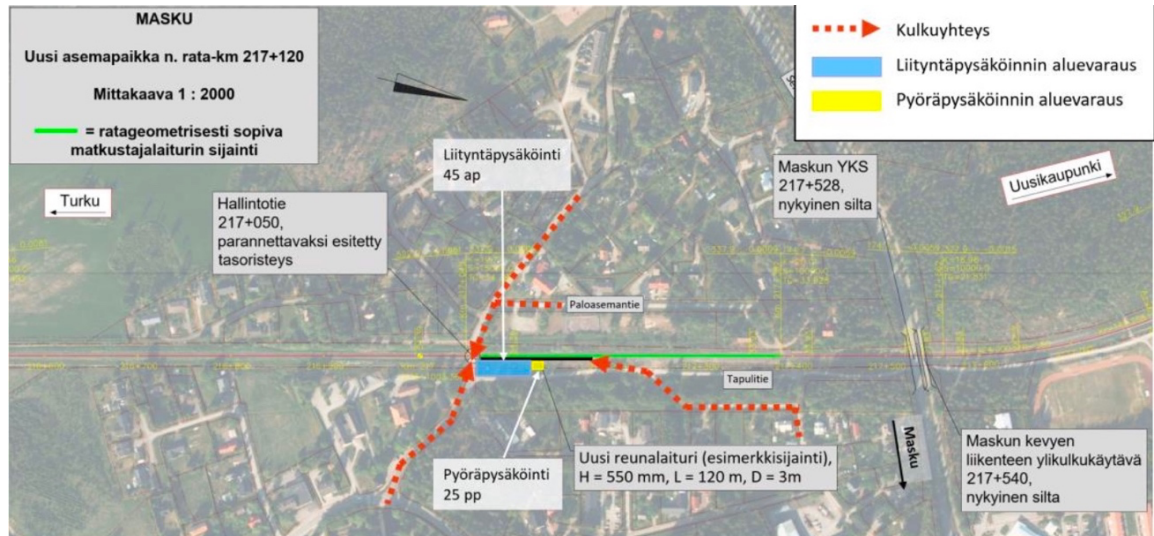 MASKU
Uusi asemapaikka n. rata-km 217+120
Mittakaava 1 : 2000
= ratageometrisesti sopiva
matkustajalaiturin sijainti
Kulkuyhteys
Liityntäpysäköinnin aluevaraus
Pyöräpysäköinnin aluevaraus
Turku
Hallintotie
217+050,
parannettavaksi esitetty
tasoristeys
Liityntäpysäköinti
45 ap
Maskun YKS
217+528,
nykyinen silta
Uusikaupunki
Paloasemantie
Tapulitie
Masku
Pyöräpysäköinti
25 pp
Uusi reunalaituri (esimerkkisijainti),
H = 550 mm, L = 120 m, D = 3m
Maskun kevyen
liikenteen ylikulkukäytävä
217+540,
nykyinen silta